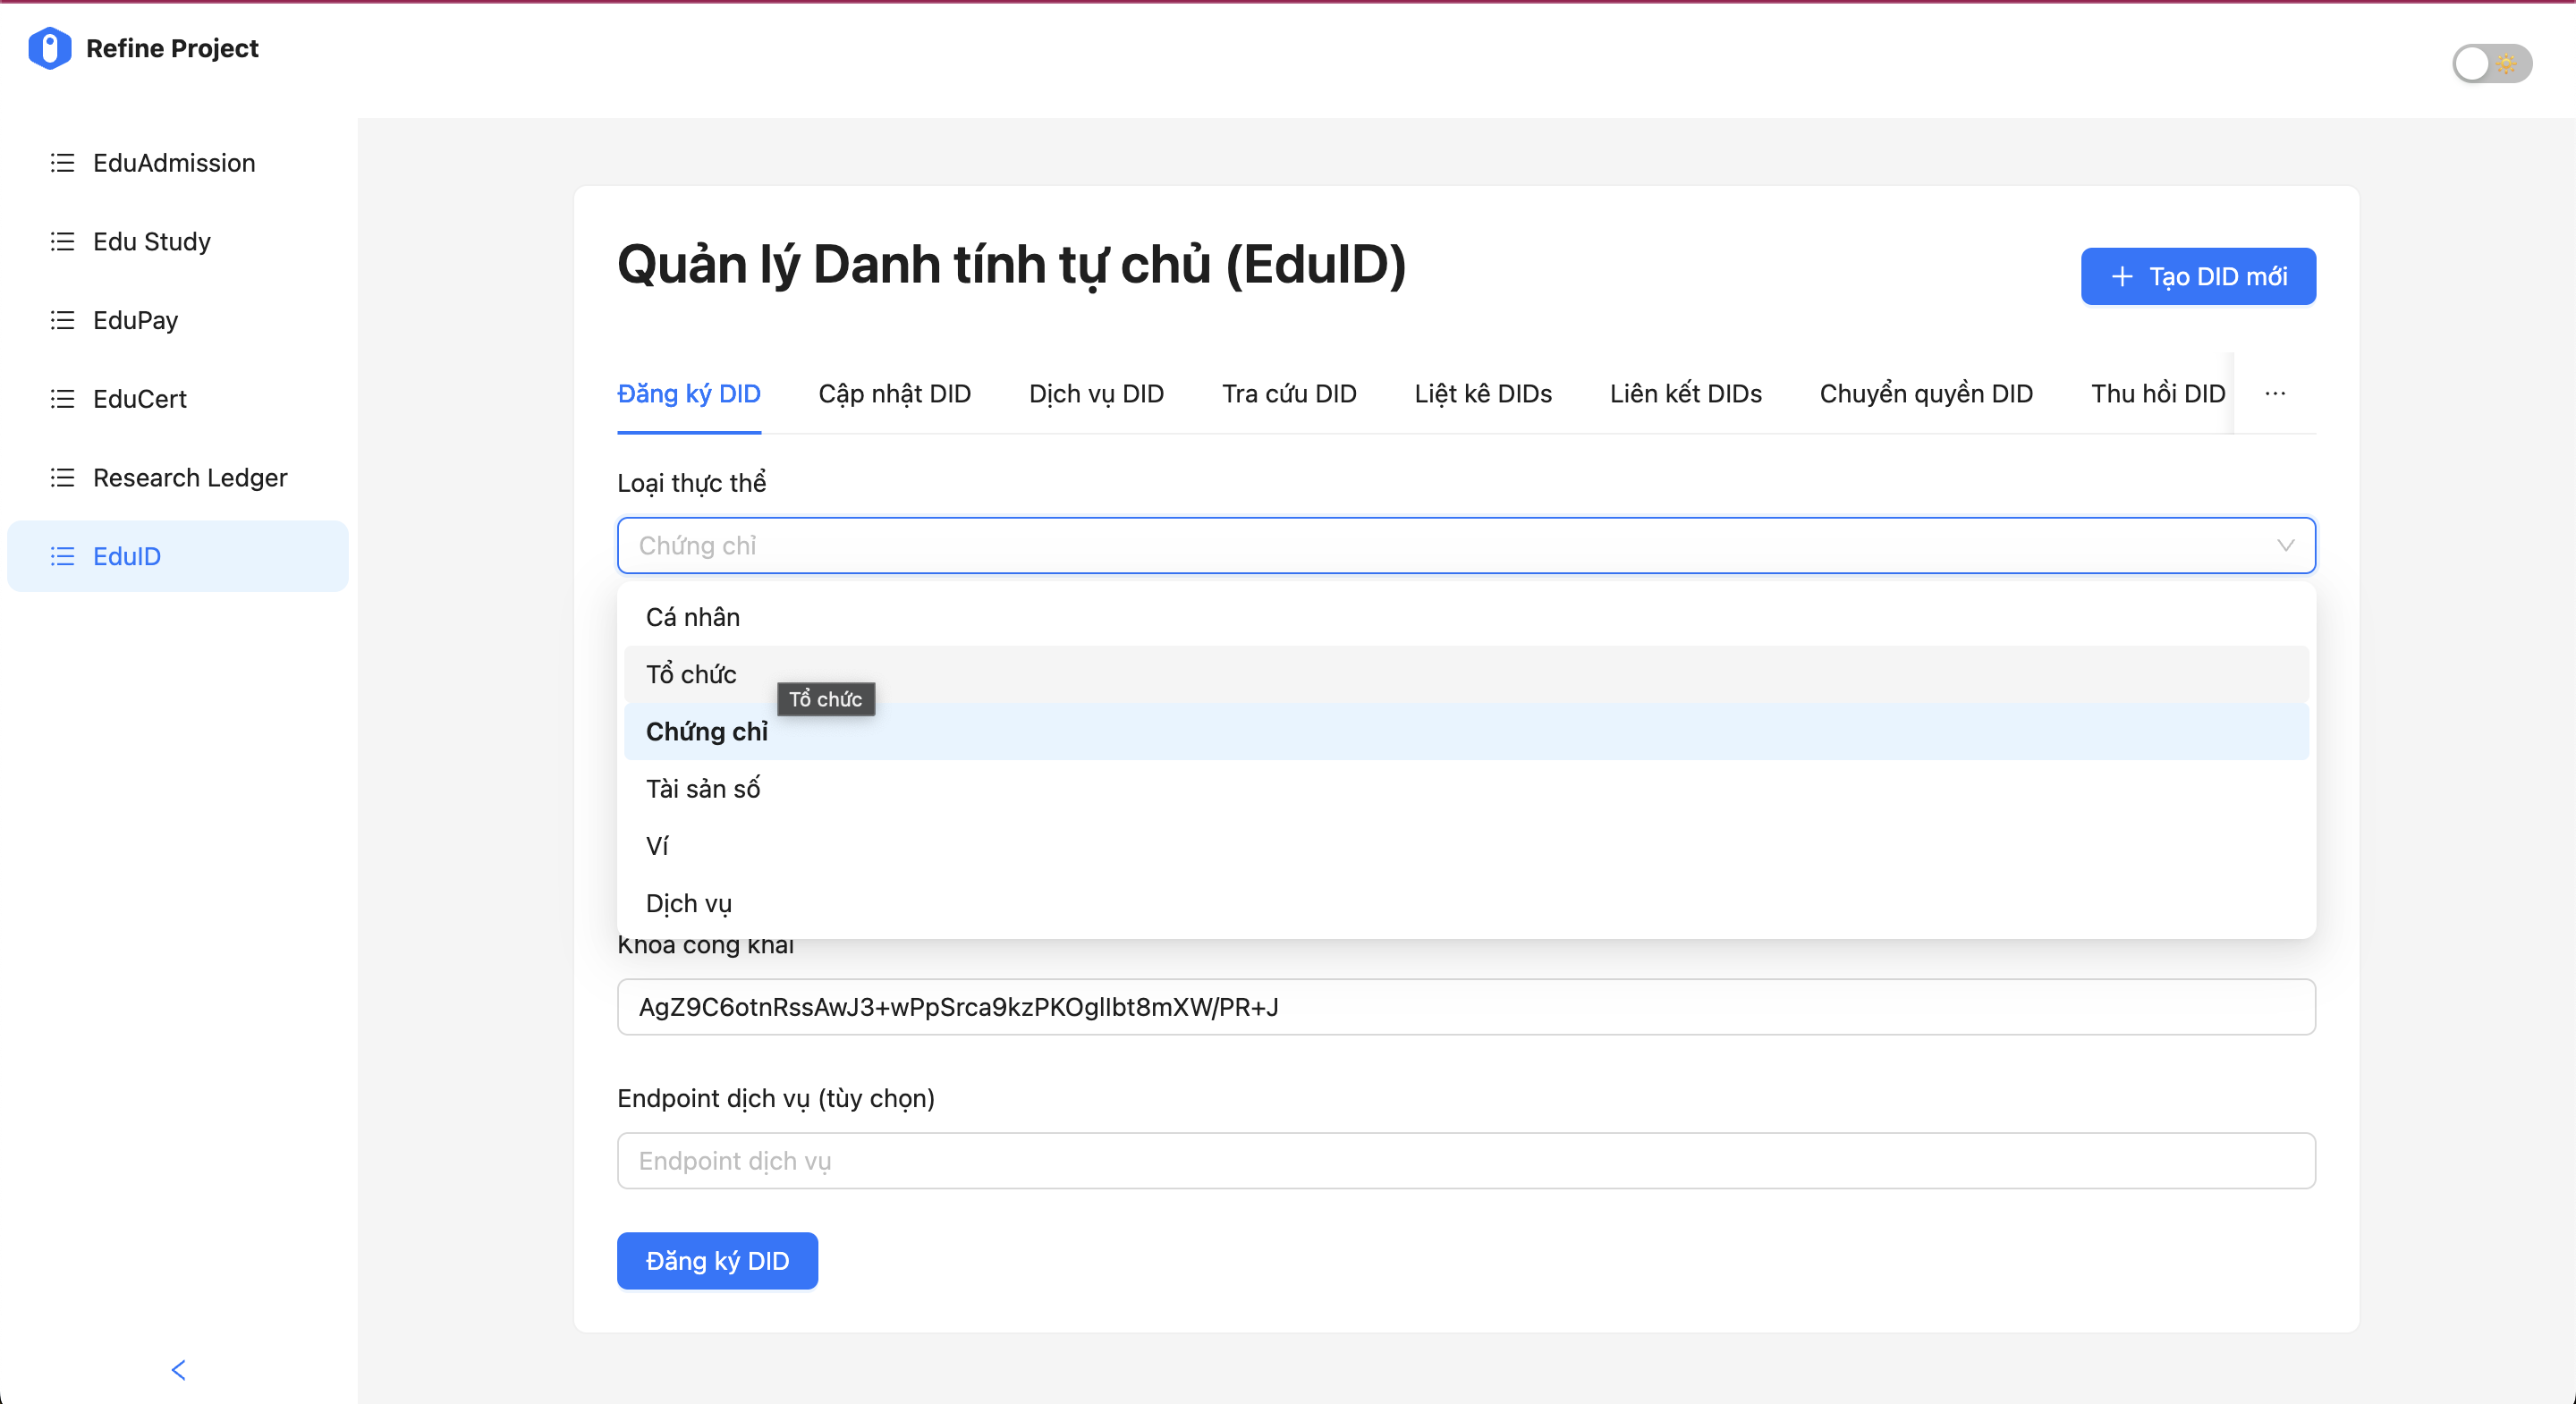 Refine Project
EduAdmission
Edu Study
EduPay
EduCert
Research Ledger
EduID
Quản lý Danh tính tự chủ (EduID)
Tạo DID mới
Đăng ký DID Cập nhật DID Dịch vụ DID Tra cứu DID Liệt kê DIDs Liên kết DIDs Chuyển quyền DID Thu hồi DID ...
Loại thực thể
Chứng chỉ
Cá nhân
Tổ chức
Tổ chức
Chứng chỉ
Tài sản số
Ví
Dịch vụ
Khóa công khai
AgZ9C6otnRssAwJ3+wPpSrca9kzPKOglIbt8mXW/PR+J
Endpoint dịch vụ (tùy chọn)
Endpoint dịch vụ
Đăng ký DID